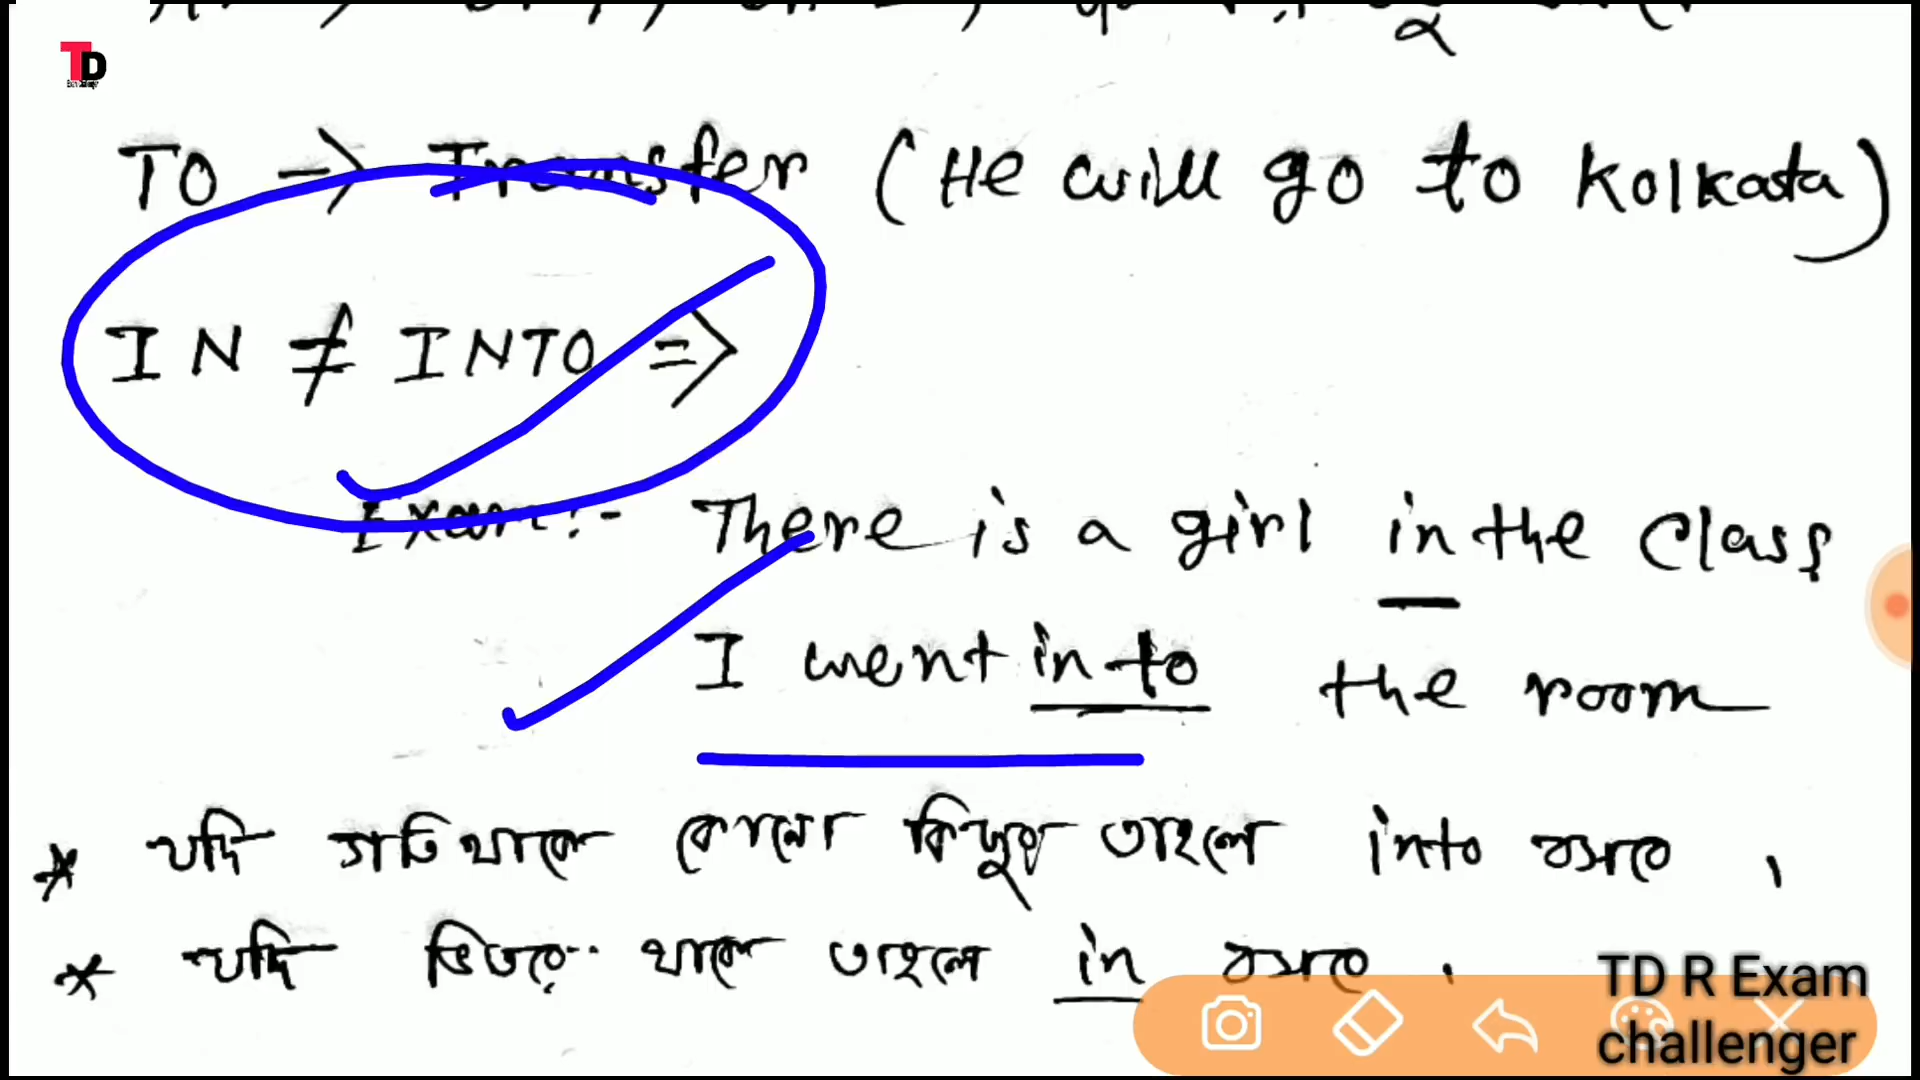 TD
TO → Transfer (He will go to Kolkata)
IN ≠ INTO ⇒
Exam:- There is a girl in the Class
I went into the room
* যদি গতি থাকে কোনো কিছুর তাহলে into বসবে ।
* যদি ভিতরে থাকে তাহলে in বসবে ।
TD R Exam
challenger